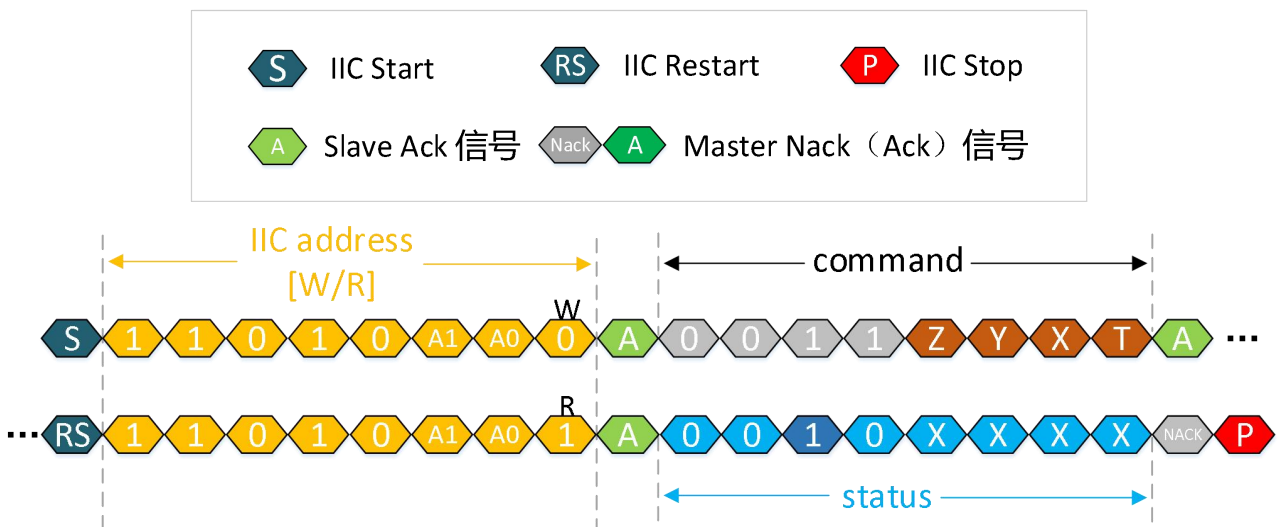 S IIC Start RS IIC Restart P IIC Stop
A Slave Ack 信号 Nack A Master Nack（Ack）信号
IIC address
[W/R]
command
W
S 1 1 0 1 0 A1 A0 0 A 0 0 1 1 Z Y X T A ...
R
... RS 1 1 0 1 0 A1 A0 1 A 0 0 1 0 X X X X NACK P
status